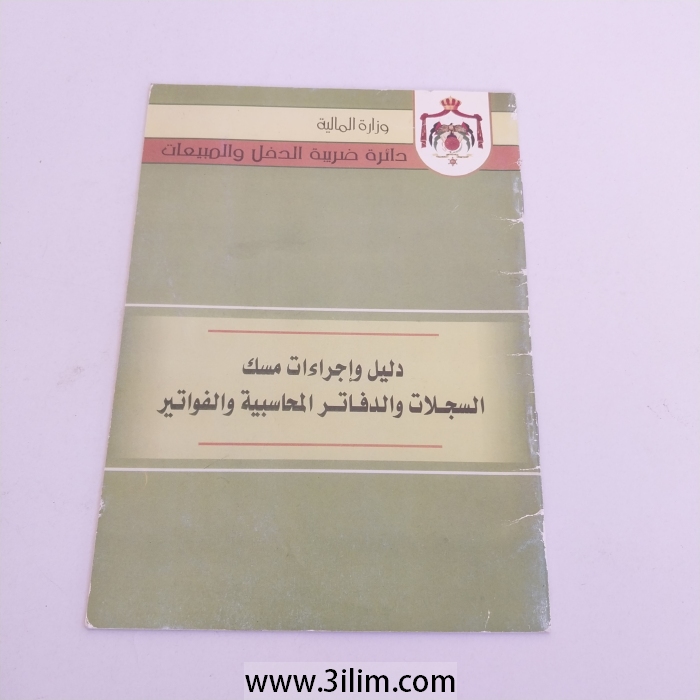 وزارة المالية
دائرة ضريبة الدخل والمبيعات
دليل وإجراءات مسك
السجلات والدفاتر المحاسبية والفواتير
www.3ilim.com